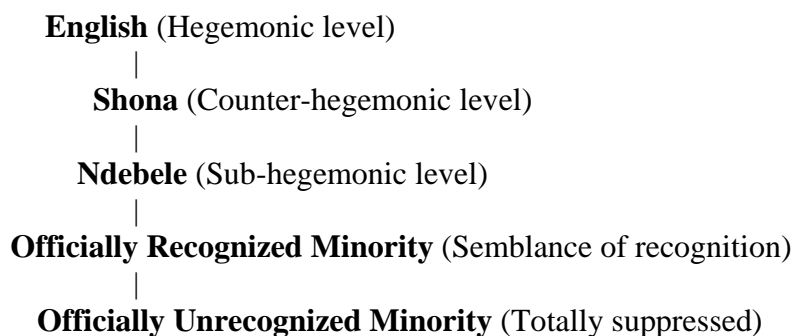 English (Hegemonic level)
Shona (Counter-hegemonic level)
Ndebele (Sub-hegemonic level)
Officially Recognized Minority (Semblance of recognition)
Officially Unrecognized Minority (Totally suppressed)